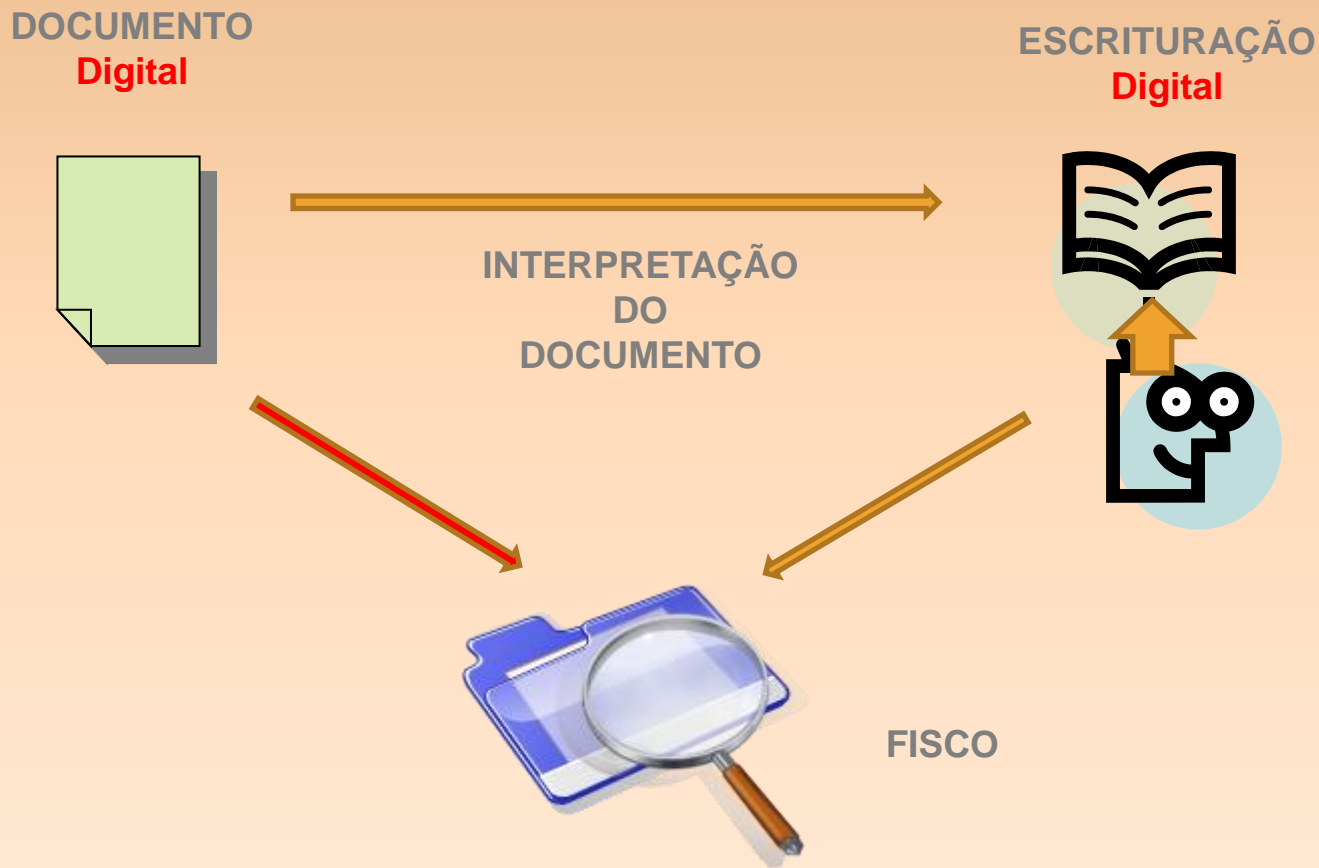 DOCUMENTO
Digital
ESCRITURAÇÃO
Digital
INTERPRETAÇÃO
DO
DOCUMENTO
FISCO